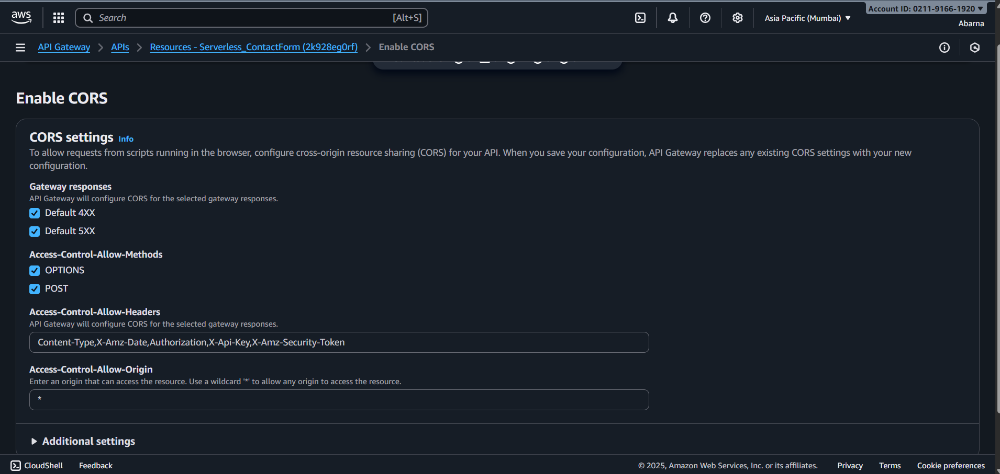 aws
Search
[Alt+S]
Asia Pacific (Mumbai)
Account ID: 0211-9166-1920
Abarna
API Gateway
APIs
Resources - Serverless_ContactForm (2k928eg0rf)
Enable CORS
Enable CORS
CORS settings Info
To allow requests from scripts running in the browser, configure cross-origin resource sharing (CORS) for your API. When you save your configuration, API Gateway replaces any existing CORS settings with your new
configuration.
Gateway responses
API Gateway will configure CORS for the selected gateway responses.
Default 4XX
Default 5XX
Access-Control-Allow-Methods
OPTIONS
POST
Access-Control-Allow-Headers
API Gateway will configure CORS for the selected gateway responses.
Content-Type,X-Amz-Date,Authorization,X-Api-Key,X-Amz-Security-Token
Access-Control-Allow-Origin
Enter an origin that can access the resource. Use a wildcard '*' to allow any origin to access the resource.
*
Additional settings
CloudShell
Feedback
© 2025, Amazon Web Services, Inc. or its affiliates.
Privacy
Terms
Cookie preferences